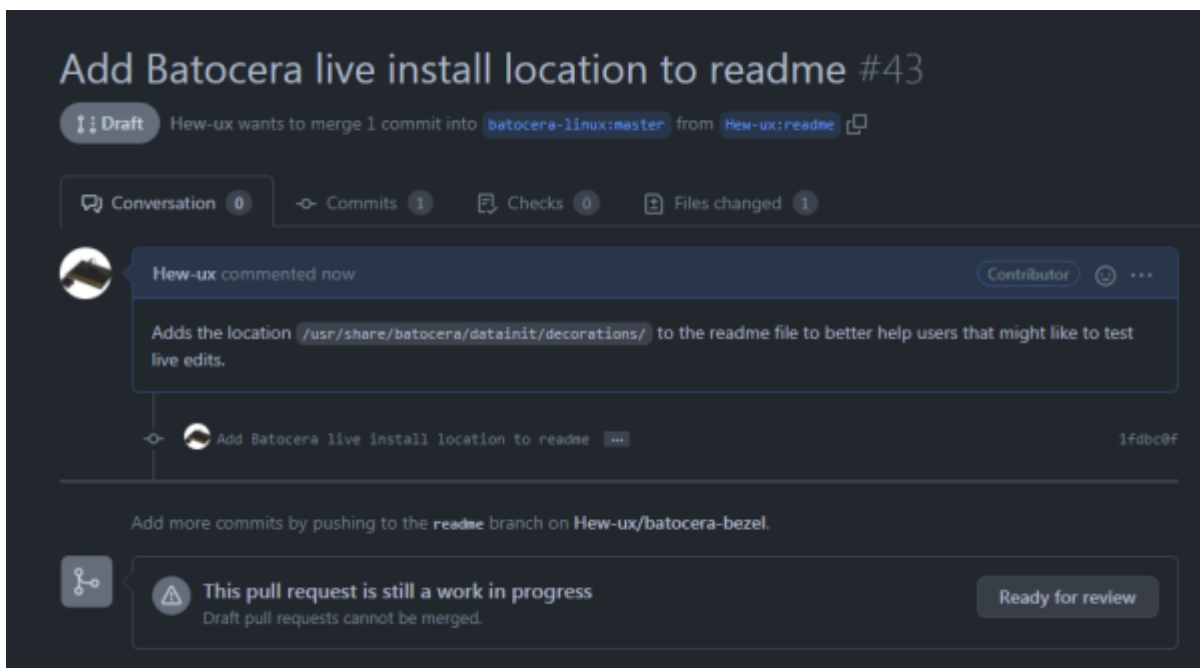 Add Batocera live install location to readme #43
Draft Hew-ux wants to merge 1 commit into batocera-linux:master from Hew-ux:readme
Conversation 0 Commits 1 Checks 0 Files changed 1
Hew-ux commented now Contributor ...
Adds the location /usr/share/batocera/datainit/decorations/ to the readme file to better help users that might like to test
live edits.
Add Batocera live install location to readme ... 1fdbc0f
Add more commits by pushing to the readme branch on Hew-ux/batocera-bezel.
This pull request is still a work in progress
Draft pull requests cannot be merged.
Ready for review